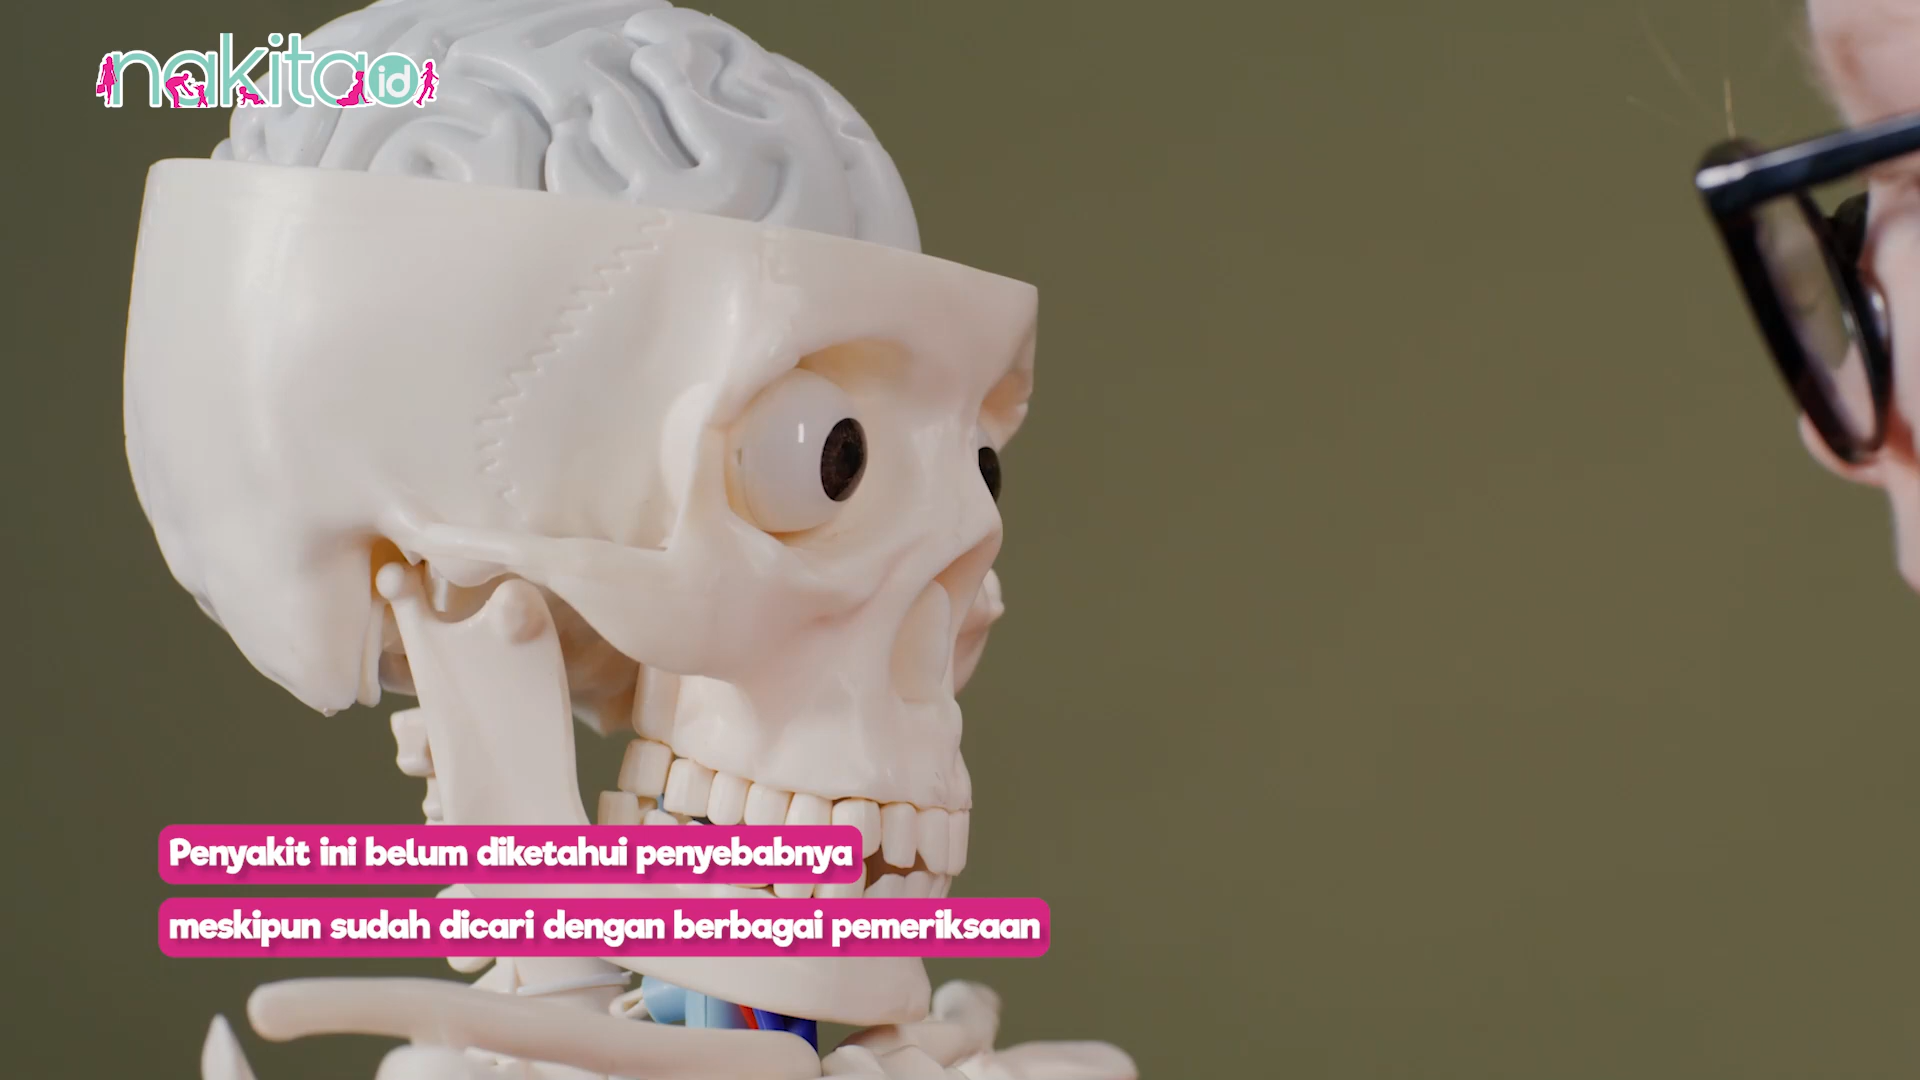 nakita id
Penyakit ini belum diketahui penyebabnya
meskipun sudah dicari dengan berbagai pemeriksaan